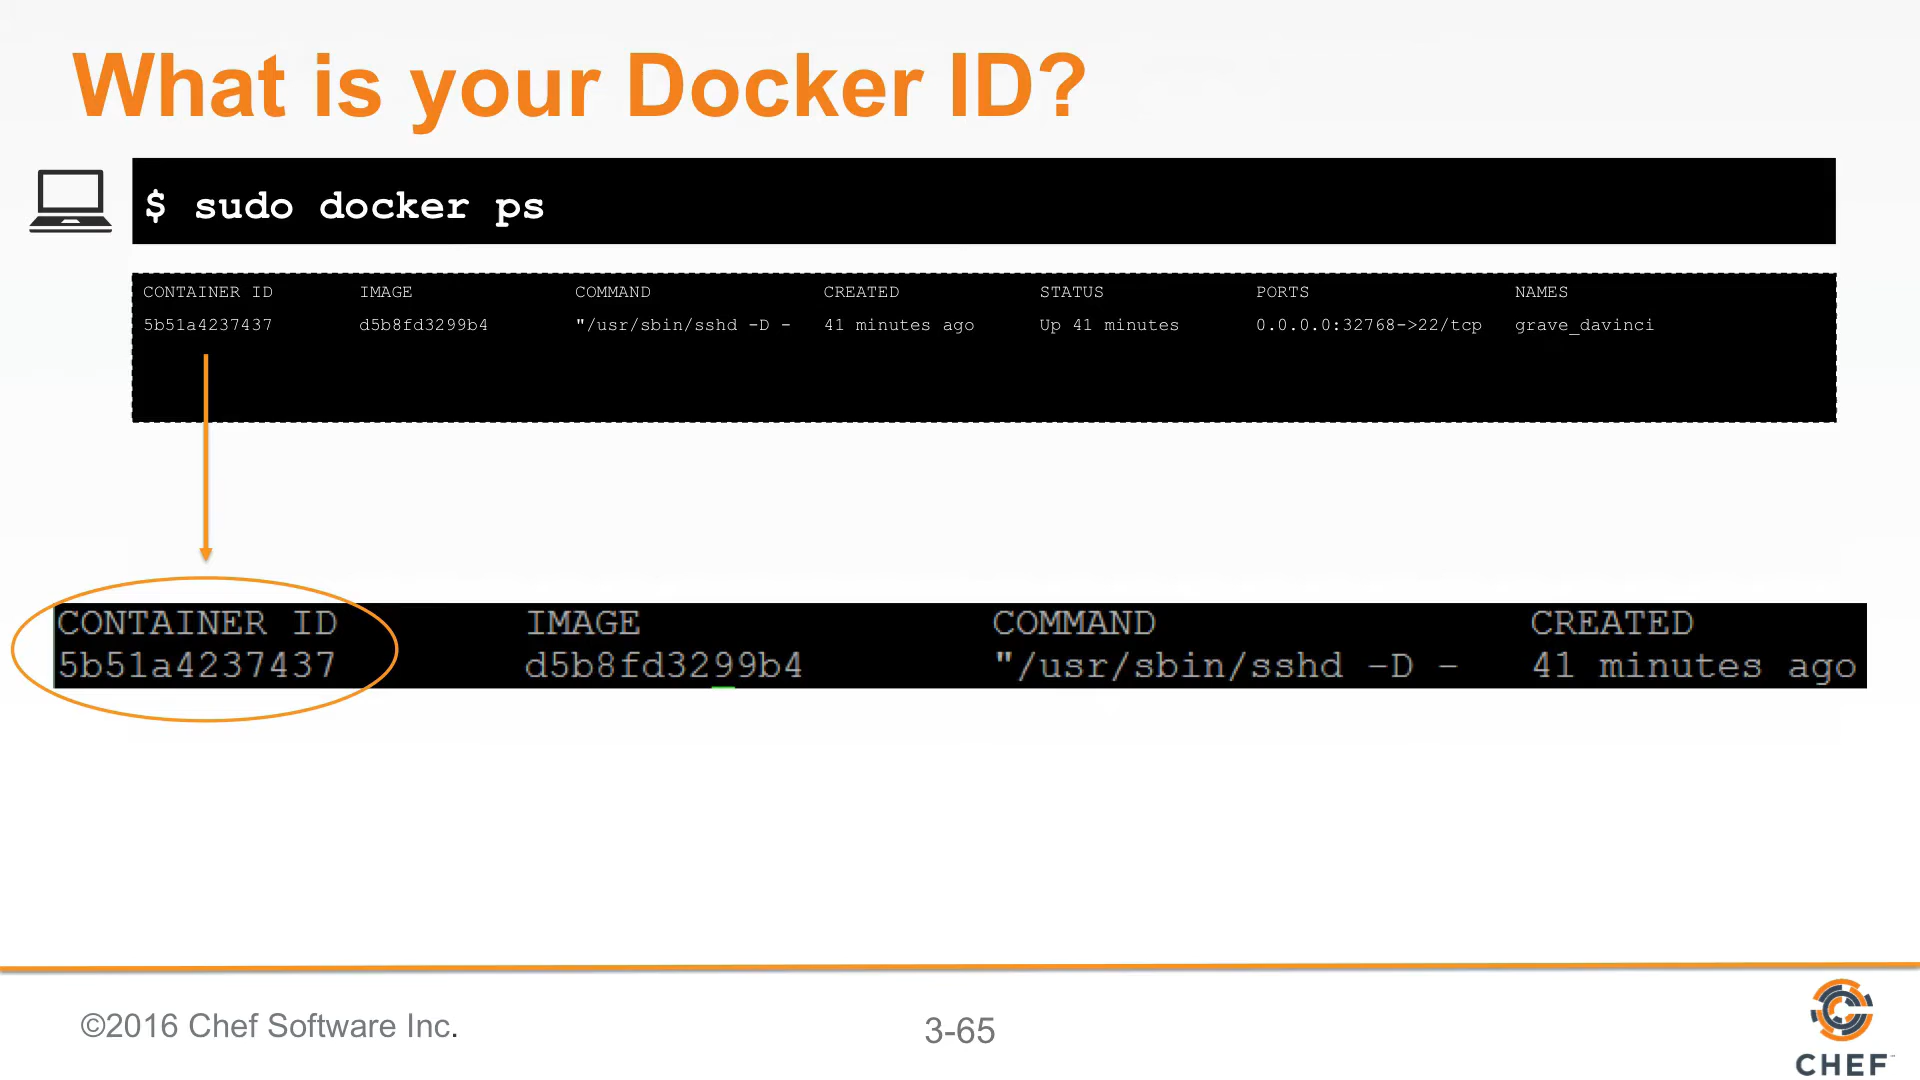 What is your Docker ID?
$ sudo docker ps
CONTAINER ID IMAGE COMMAND CREATED STATUS PORTS NAMES
5b51a4237437 d5b8fd3299b4 "/usr/sbin/sshd -D - 41 minutes ago Up 41 minutes 0.0.0.0:32768->22/tcp grave_davinci
CONTAINER ID IMAGE COMMAND CREATED
5b51a4237437 d5b8fd3299b4 "/usr/sbin/sshd –D – 41 minutes ago
©2016 Chef Software Inc.
3-65
CHEF™